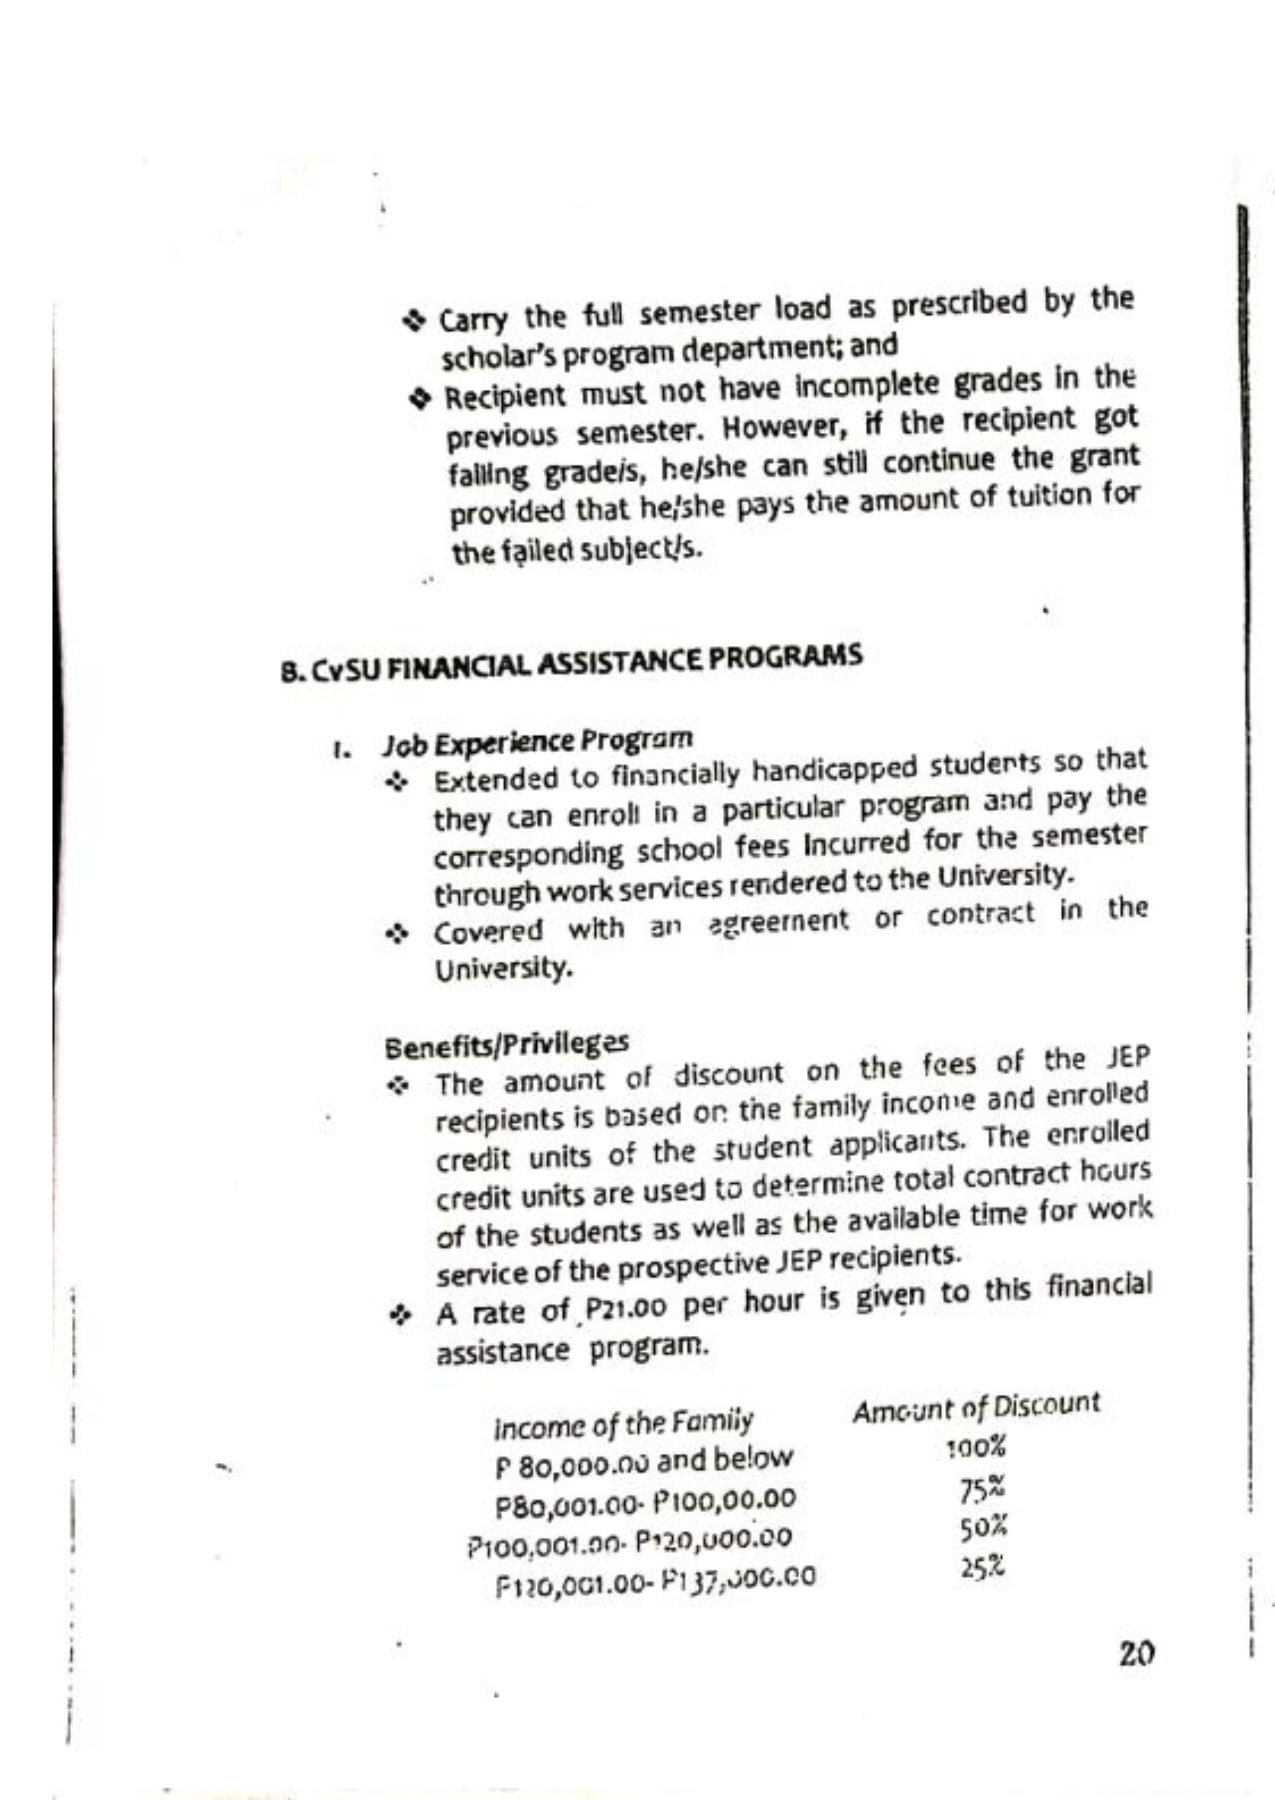 ❖ Carry the full semester load as prescribed by the
scholar's program department; and
❖ Recipient must not have incomplete grades in the
previous semester. However, if the recipient got
failing grade/s, he/she can still continue the grant
provided that he/she pays the amount of tuition for
the failed subject/s.
B. CvSU FINANCIAL ASSISTANCE PROGRAMS
1. Job Experience Program
❖ Extended to financially handicapped students so that
they can enroll in a particular program and pay the
corresponding school fees incurred for the semester
through work services rendered to the University.
❖ Covered with an agreement or contract in the
University.
Benefits/Privileges
❖ The amount of discount on the fees of the JEP
recipients is based on the family income and enrolled
credit units of the student applicants. The enrolled
credit units are used to determine total contract hours
of the students as well as the available time for work
service of the prospective JEP recipients.
❖ A rate of P21.00 per hour is given to this financial
assistance program.
Income of the Family Amount of Discount
P 80,000.00 and below 100%
P80,001.00- P100,00.00 75%
P100,001.00- P120,000.00 50%
P120,001.00- P137,000.00 25%
20